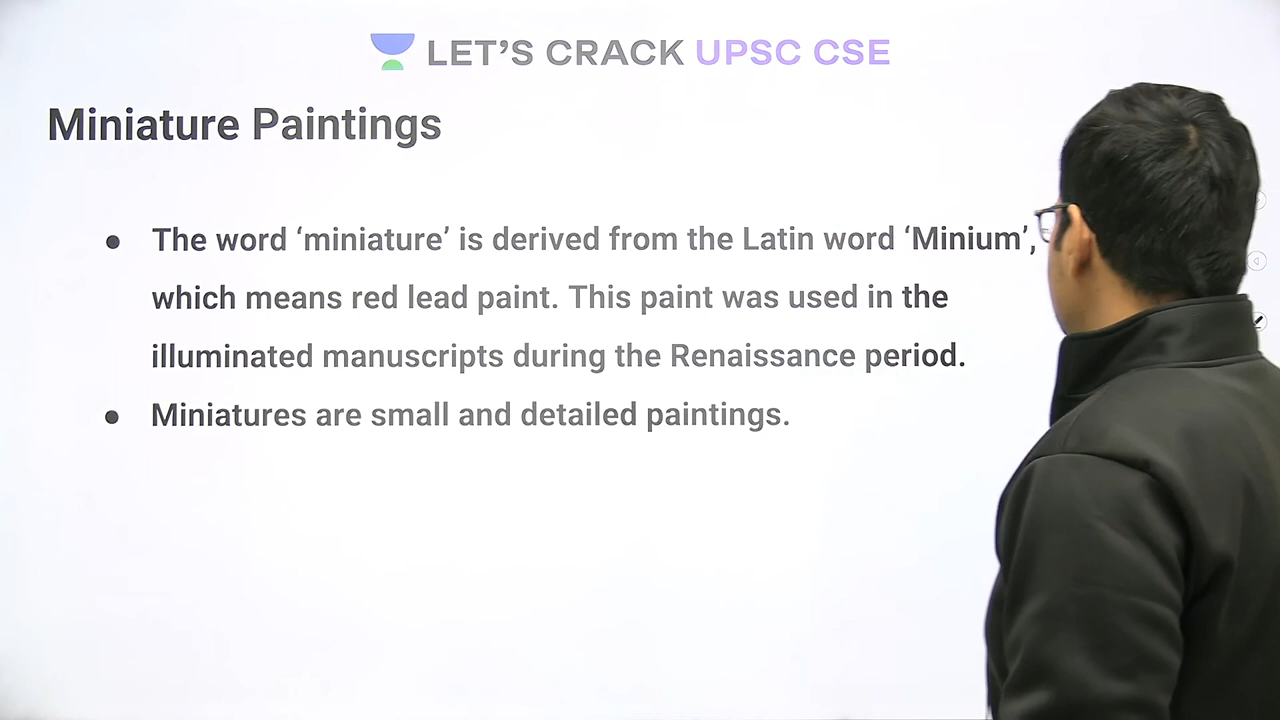 LET'S CRACK UPSC CSE
Miniature Paintings
● The word ‘miniature’ is derived from the Latin word ‘Minium’,
which means red lead paint. This paint was used in the
illuminated manuscripts during the Renaissance period.
● Miniatures are small and detailed paintings.